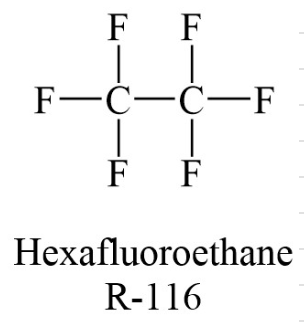 F F
F C C F
F F
Hexafluoroethane
R-116